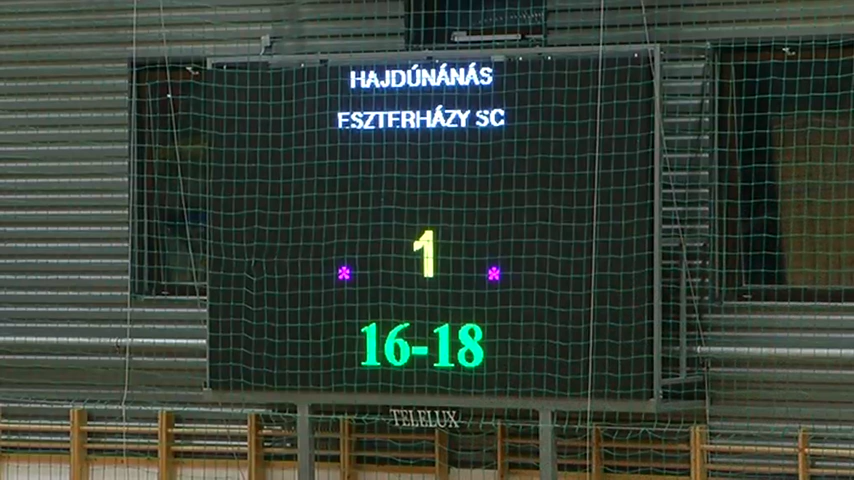 HAJDÚNÁNÁS
ESZTERHÁZY SC
1
* *
16-18
TELELUX